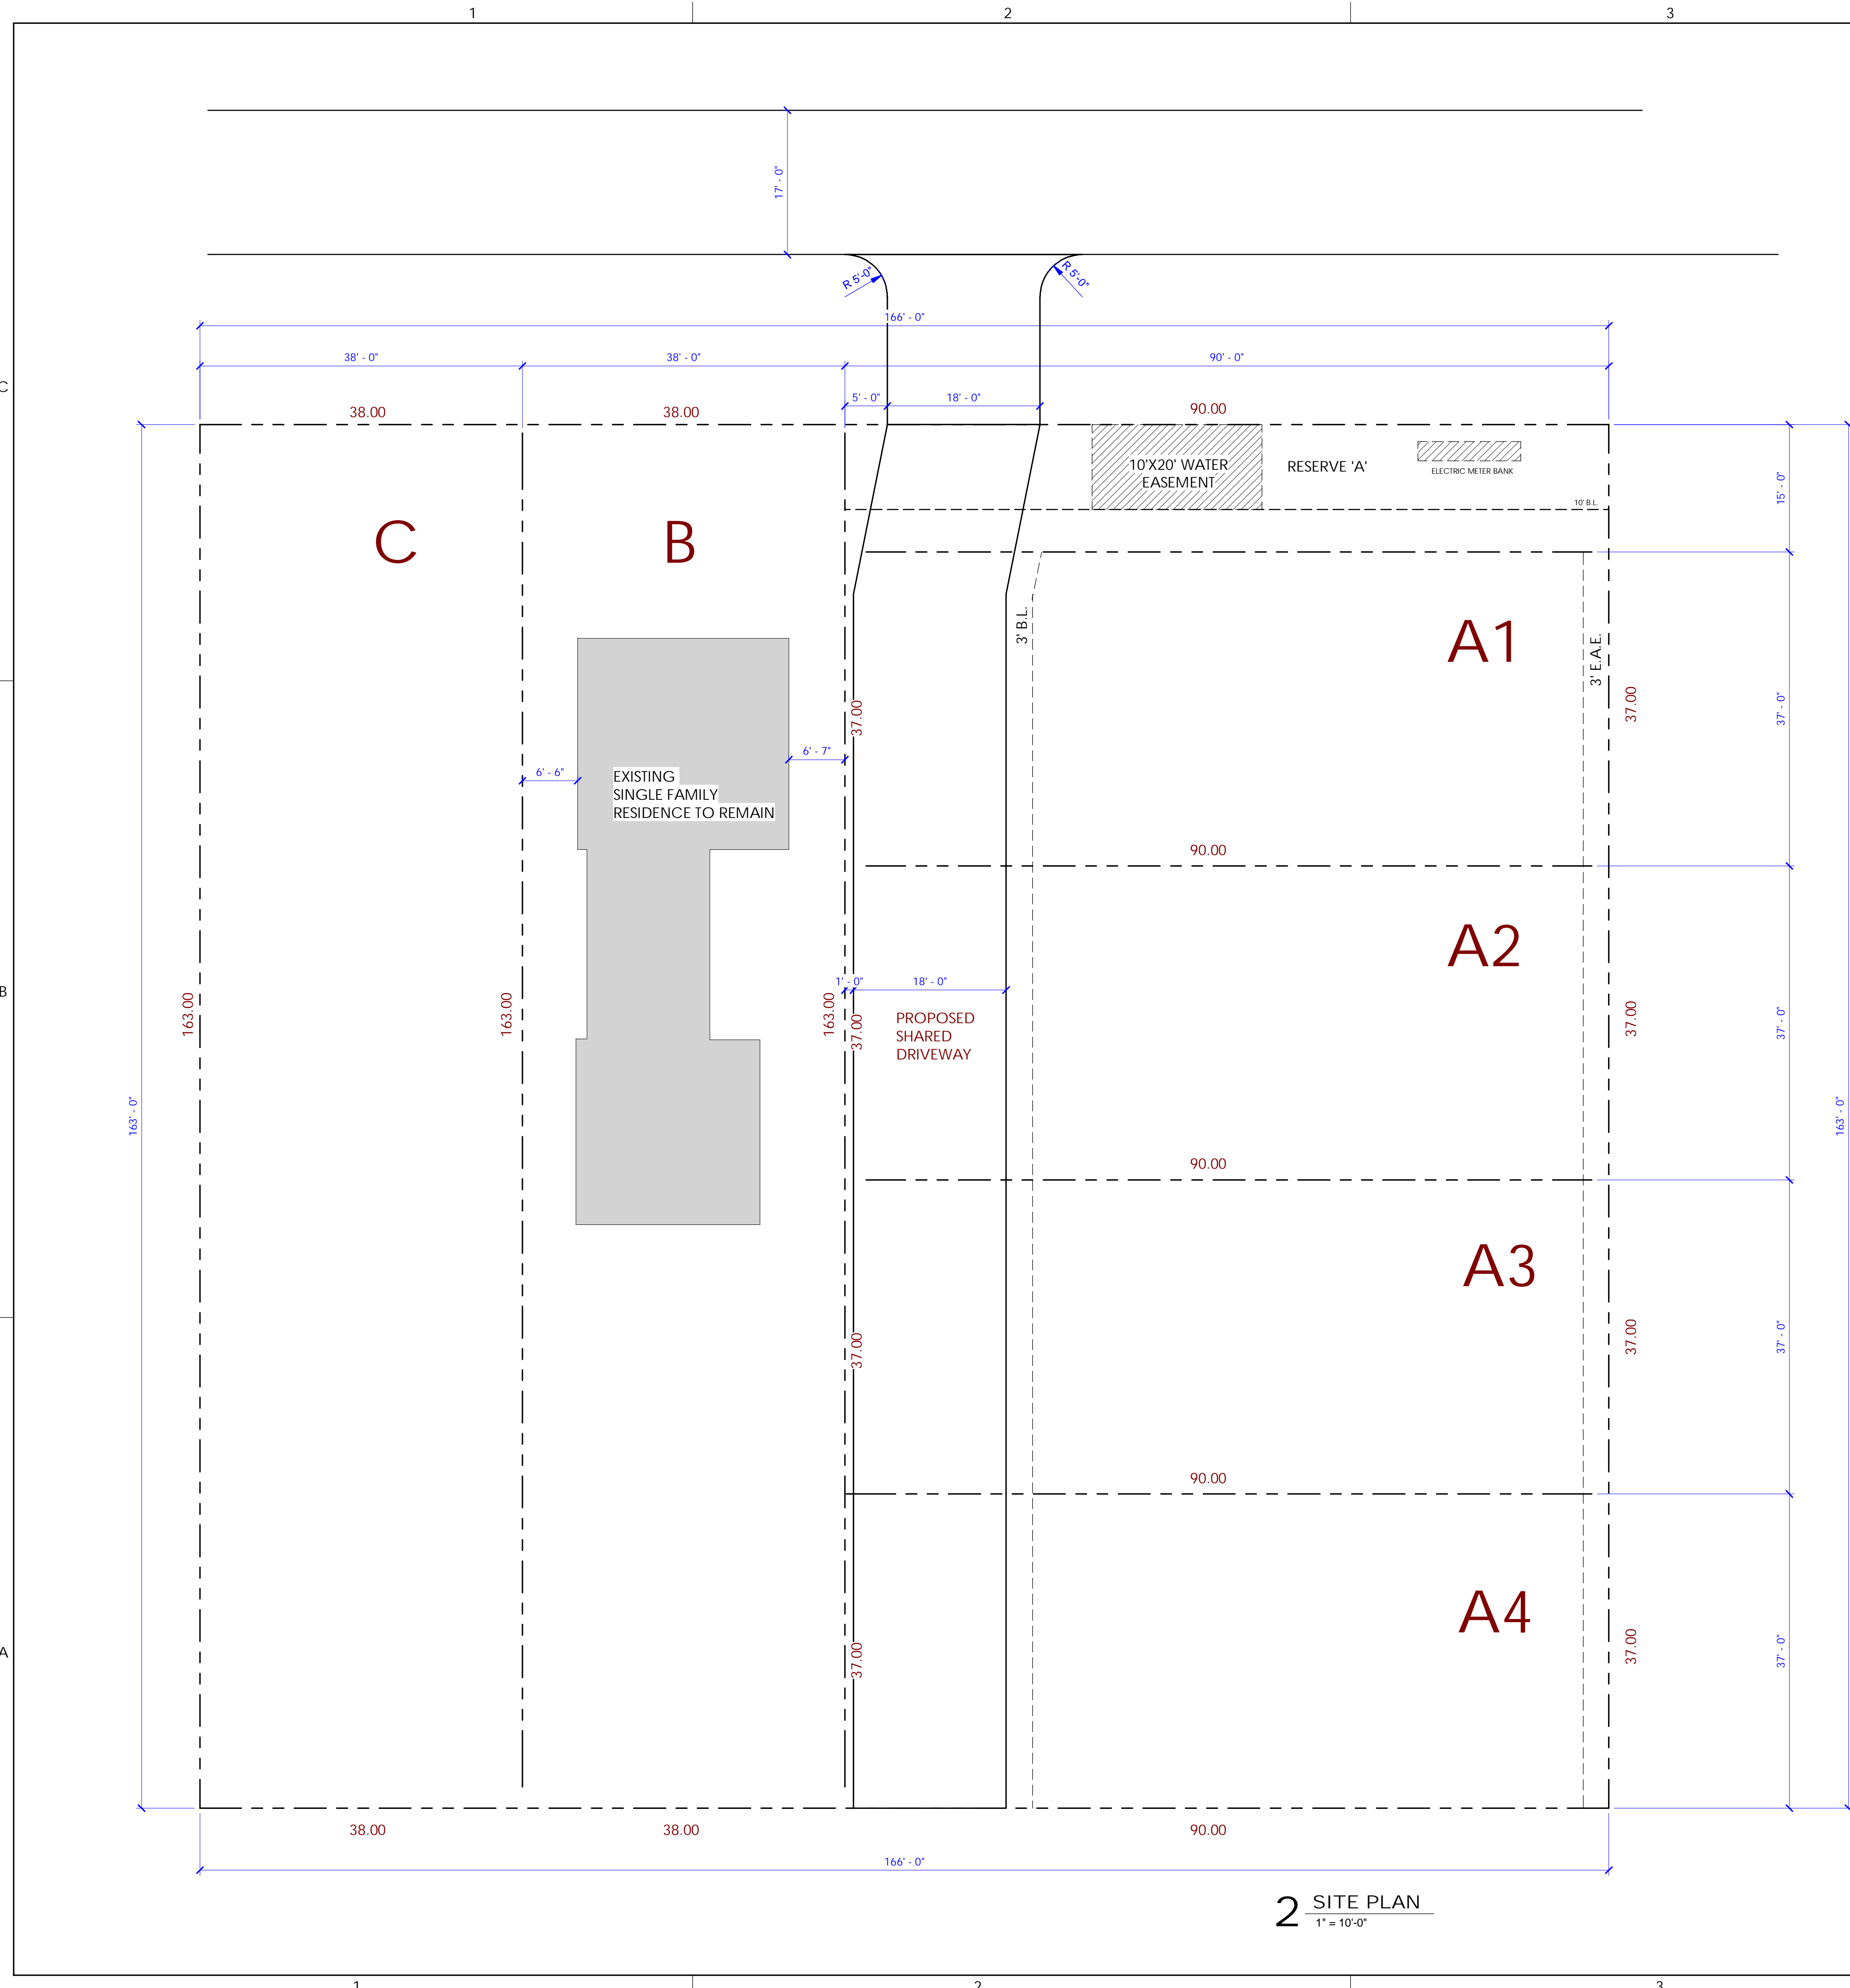 1
2
3
17' - 0"
R 5'-0"
R 5'-0"
166' - 0"
38' - 0"
38' - 0"
90' - 0"
C
5' - 0"
18' - 0"
38.00
38.00
90.00
10'X20' WATER
EASEMENT
RESERVE 'A'
ELECTRIC METER BANK
15' - 0"
10' B.L.
C
B
3' B.L.
A1
3' E.A.E.
37.00
37.00
37' - 0"
6' - 7"
6' - 6"
EXISTING
SINGLE FAMILY
RESIDENCE TO REMAIN
90.00
A2
B
1' - 0"
18' - 0"
163.00
163.00
163.00
37.00
PROPOSED
SHARED
DRIVEWAY
37.00
37' - 0"
163' - 0"
163' - 0"
90.00
A3
37.00
37.00
37' - 0"
90.00
A4
A
37.00
37.00
37' - 0"
38.00
38.00
90.00
166' - 0"
2 SITE PLAN
1" = 10'-0"
1
2
3